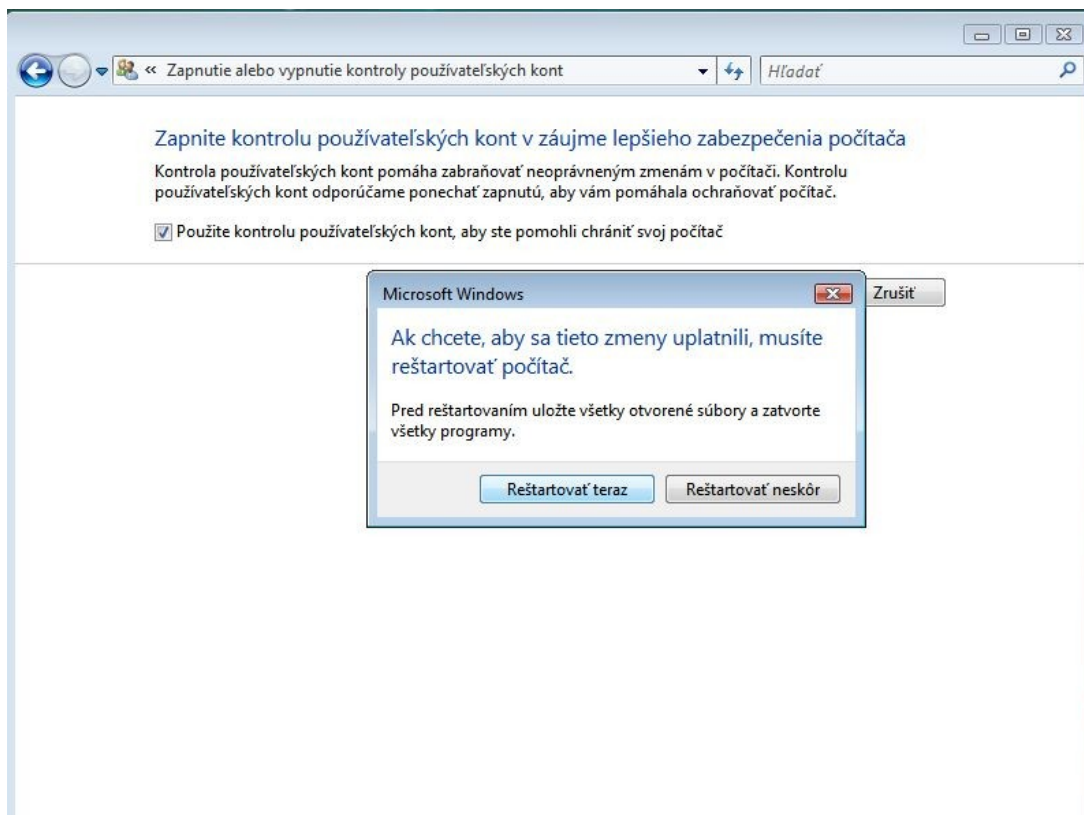 « Zapnutie alebo vypnutie kontroly používateľských kont
Hľadať
Zapnite kontrolu používateľských kont v záujme lepšieho zabezpečenia počítača
Kontrola používateľských kont pomáha zabraňovať neoprávneným zmenám v počítači. Kontrolu
používateľských kont odporúčame ponechať zapnutú, aby vám pomáhala ochraňovať počítač.
Použite kontrolu používateľských kont, aby ste pomohli chrániť svoj počítač
Zrušiť
Microsoft Windows
Ak chcete, aby sa tieto zmeny uplatnili, musíte
reštartovať počítač.
Pred reštartovaním uložte všetky otvorené súbory a zatvorte
všetky programy.
Reštartovať teraz
Reštartovať neskôr